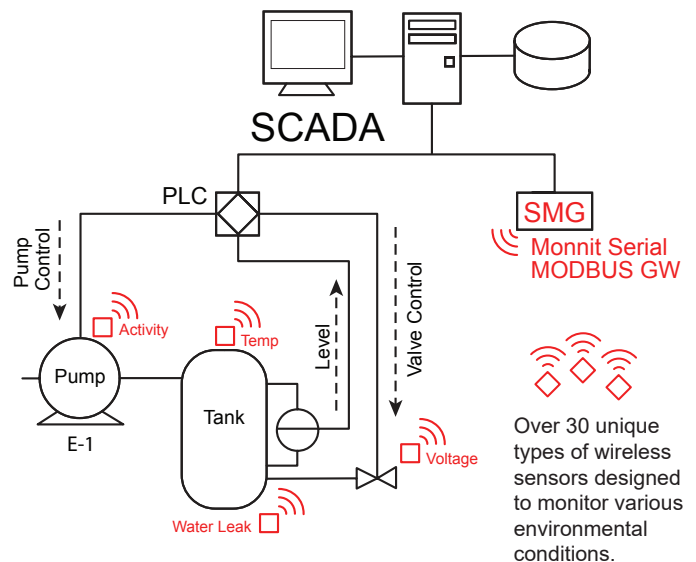 SCADA
PLC
SMG
Monnit Serial
MODBUS GW
Pump
Control
Activity
Temp
Level
Valve Control
Pump
Tank
E-1
Voltage
Water Leak
Over 30 unique
types of wireless
sensors designed
to monitor various
environmental
conditions.